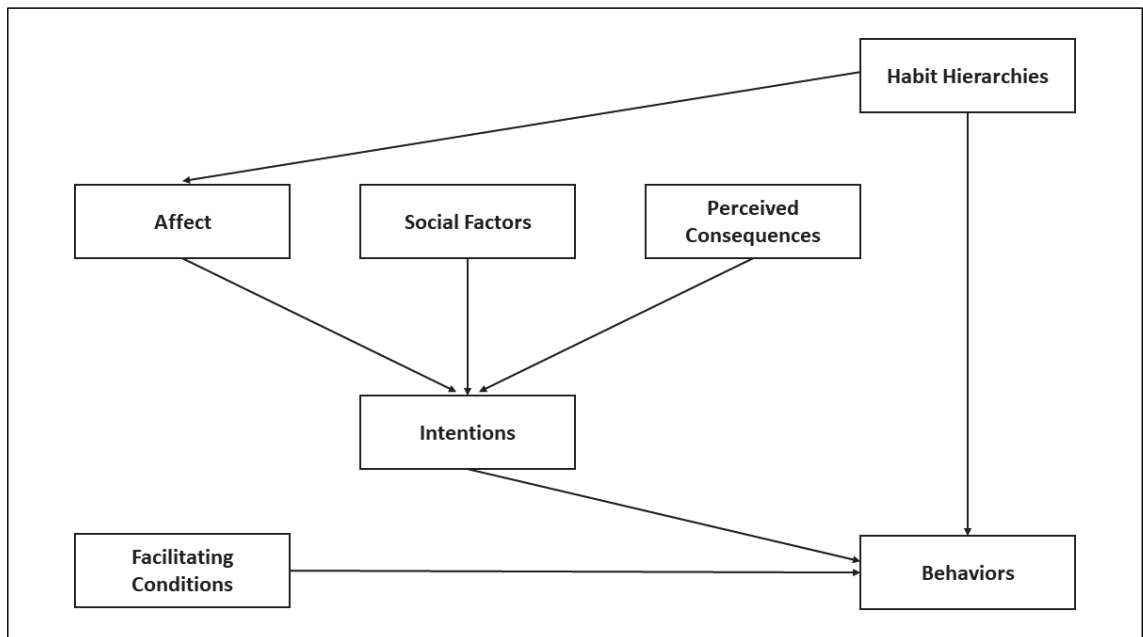 Habit Hierarchies
Affect
Social Factors
Perceived
Consequences
Intentions
Facilitating
Conditions
Behaviors